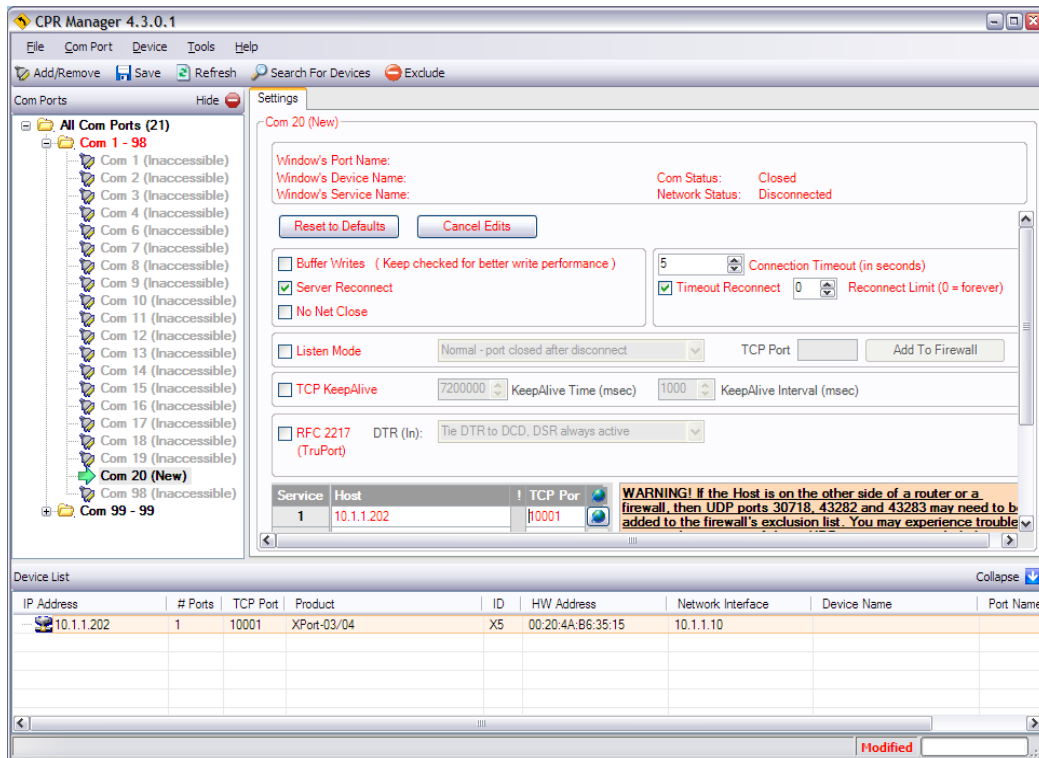 CPR Manager 4.3.0.1
File Com Port Device Tools Help
Add/Remove Save Refresh Search For Devices Exclude
Com Ports Hide
Settings
All Com Ports (21)
Com 1 - 98
Com 1 (Inaccessible)
Com 2 (Inaccessible)
Com 3 (Inaccessible)
Com 4 (Inaccessible)
Com 6 (Inaccessible)
Com 7 (Inaccessible)
Com 8 (Inaccessible)
Com 9 (Inaccessible)
Com 10 (Inaccessible)
Com 11 (Inaccessible)
Com 12 (Inaccessible)
Com 13 (Inaccessible)
Com 14 (Inaccessible)
Com 15 (Inaccessible)
Com 16 (Inaccessible)
Com 17 (Inaccessible)
Com 18 (Inaccessible)
Com 19 (Inaccessible)
Com 20 (New)
Com 98 (Inaccessible)
Com 99 - 99
Com 20 (New)
Window's Port Name:
Window's Device Name: Com Status: Closed
Window's Service Name: Network Status: Disconnected
Reset to Defaults Cancel Edits
Buffer Writes ( Keep checked for better write performance )
Server Reconnect
No Net Close
5 Connection Timeout (in seconds)
Timeout Reconnect 0 Reconnect Limit (0 = forever)
Listen Mode Normal - port closed after disconnect TCP Port Add To Firewall
TCP KeepAlive 7200000 KeepAlive Time (msec) 1000 KeepAlive Interval (msec)
RFC 2217 DTR (In): Tie DTR to DCD, DSR always active
(TruPort)
Service Host ! TCP Por
1 10.1.1.202 10001
WARNING! If the Host is on the other side of a router or a
firewall, then UDP ports 30718, 43282 and 43283 may need to be
added to the firewall's exclusion list. You may experience trouble
Device List Collapse
IP Address # Ports TCP Port Product ID HW Address Network Interface Device Name Port Name
10.1.1.202 1 10001 XPort-03/04 X5 00:20:4A:B6:35:15 10.1.1.10
Modified